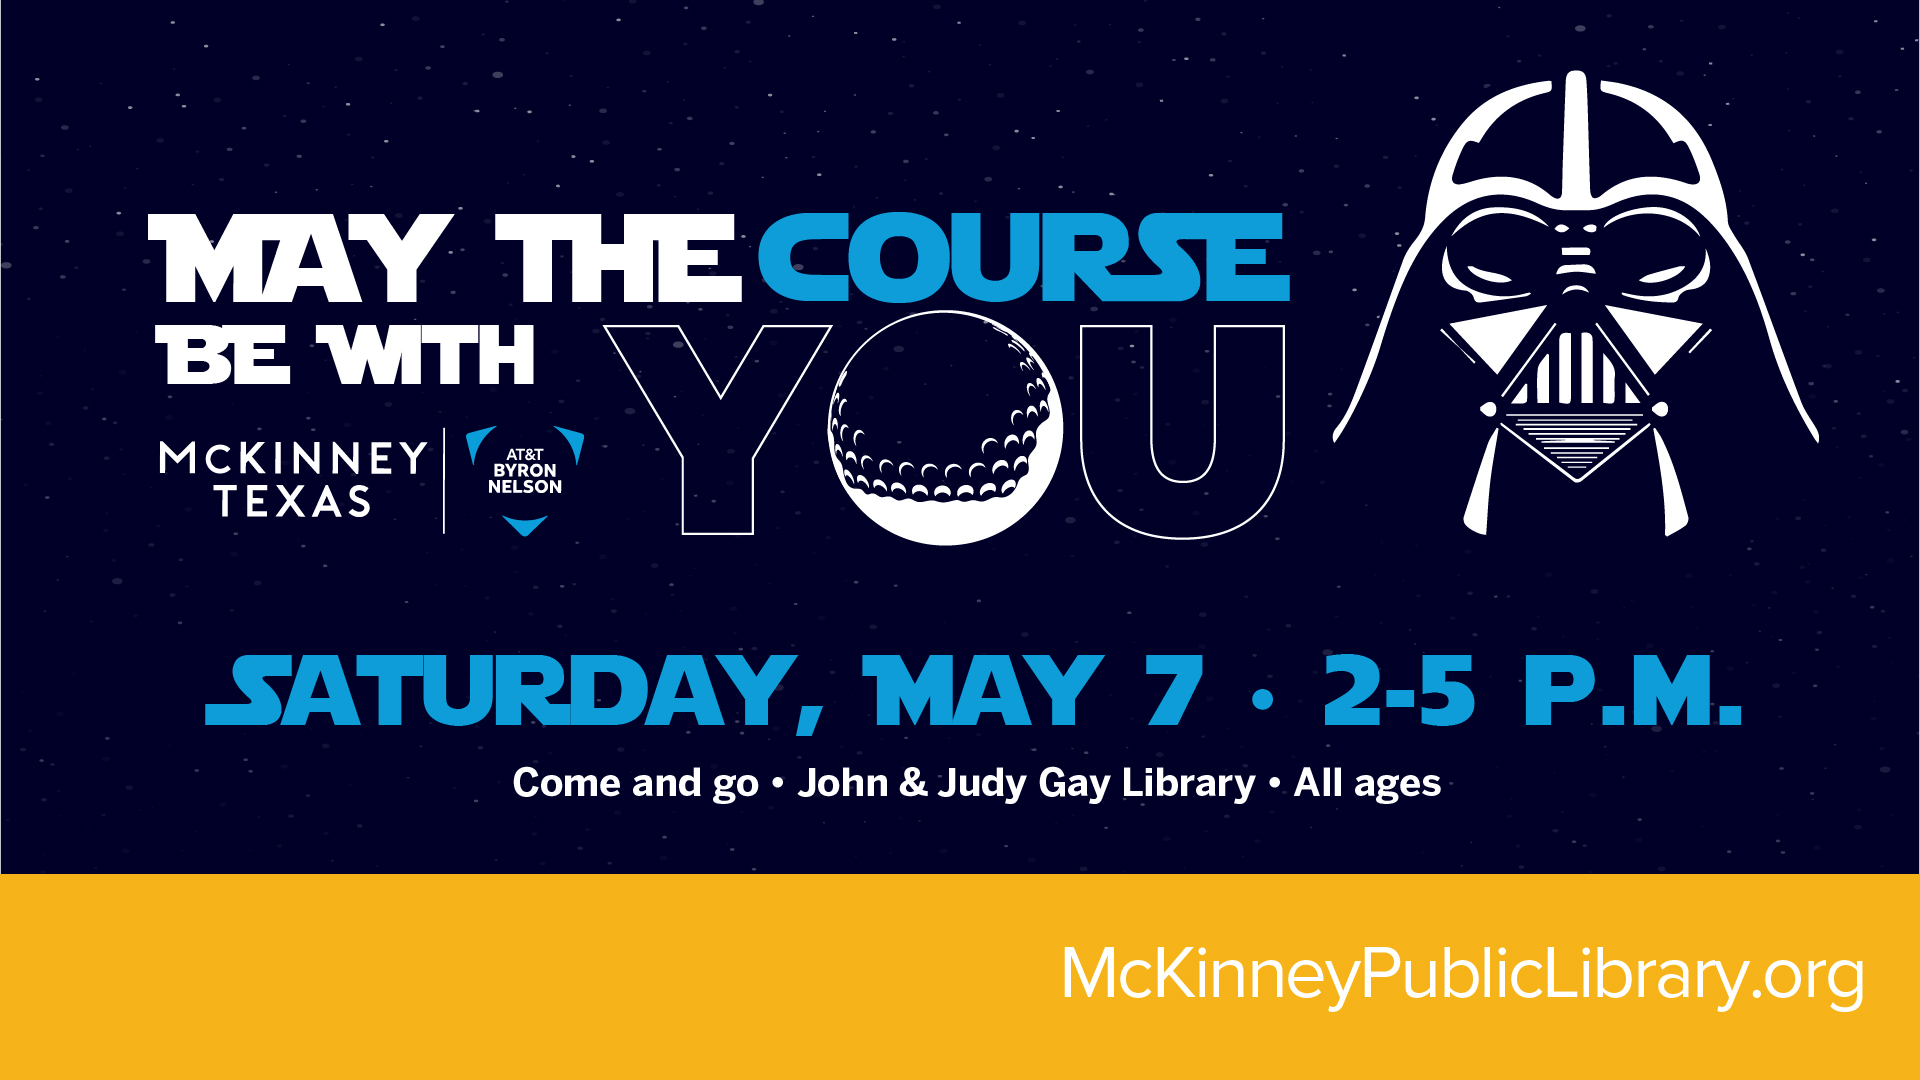 MAY THE COURSE
BE WITH YOU
McKINNEY
TEXAS
AT&T
BYRON
NELSON
SATURDAY, MAY 7 • 2-5 P.M.
Come and go • John & Judy Gay Library • All ages
McKinneyPublicLibrary.org